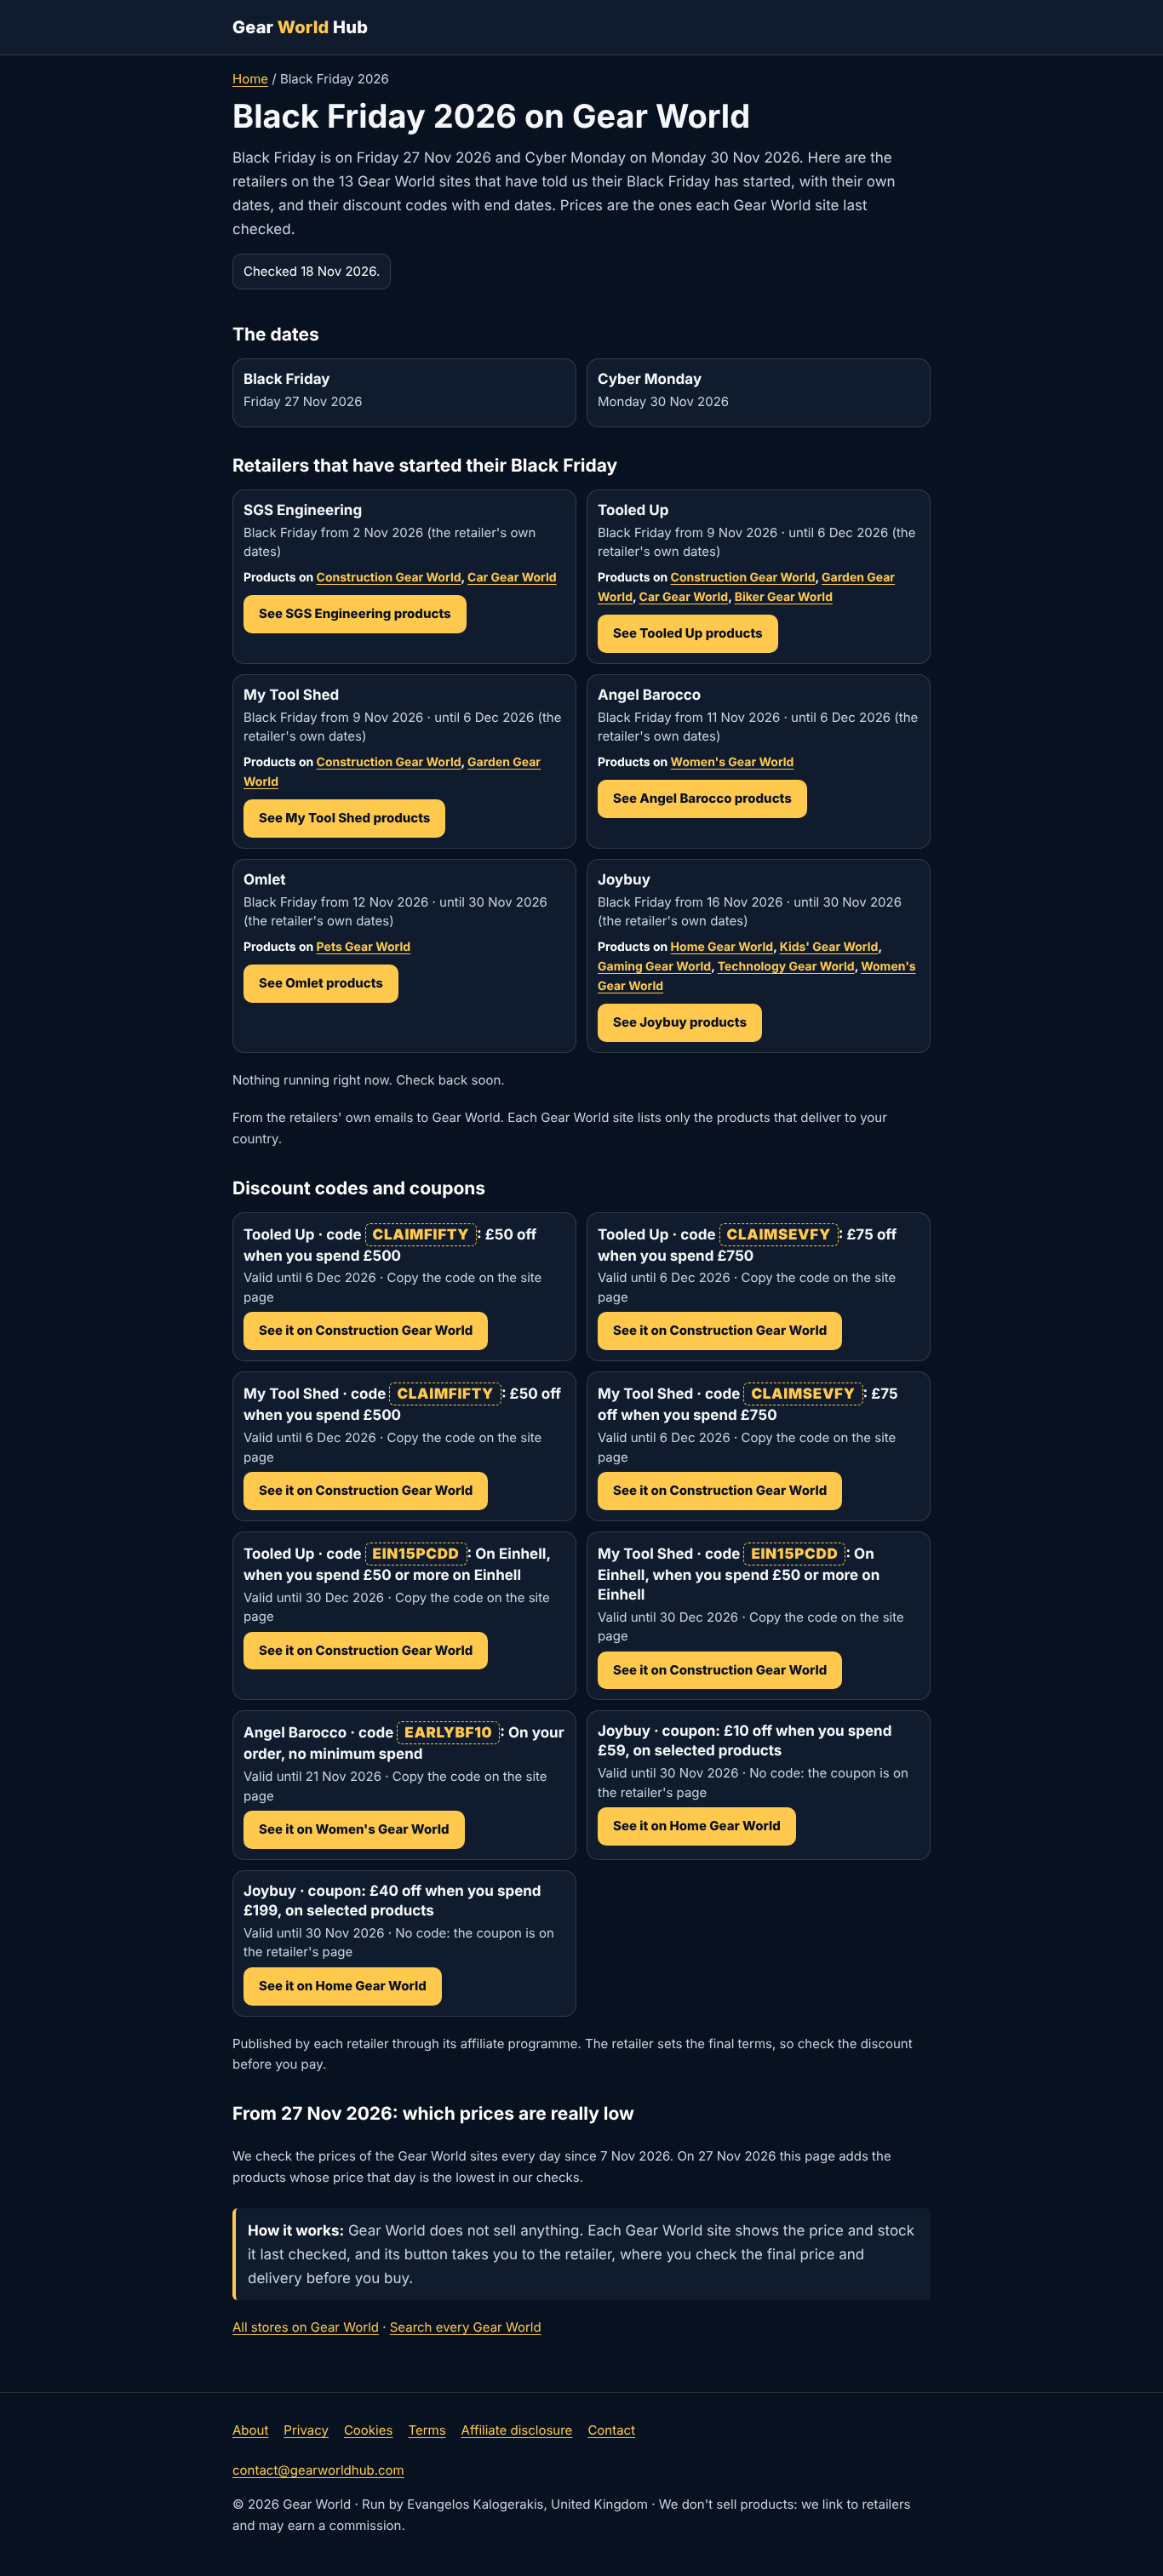 Gear World Hub
Home / Black Friday 2026
Black Friday 2026 on Gear World
Black Friday is on Friday 27 Nov 2026 and Cyber Monday on Monday 30 Nov 2026. Here are the
retailers on the 13 Gear World sites that have told us their Black Friday has started, with their own
dates, and their discount codes with end dates. Prices are the ones each Gear World site last
checked.
Checked 18 Nov 2026.
The dates
Black Friday
Friday 27 Nov 2026
Cyber Monday
Monday 30 Nov 2026
Retailers that have started their Black Friday
SGS Engineering
Black Friday from 2 Nov 2026 (the retailer's own
dates)
Products on Construction Gear World, Car Gear World
See SGS Engineering products
Tooled Up
Black Friday from 9 Nov 2026 · until 6 Dec 2026 (the
retailer's own dates)
Products on Construction Gear World, Garden Gear
World, Car Gear World, Biker Gear World
See Tooled Up products
My Tool Shed
Black Friday from 9 Nov 2026 · until 6 Dec 2026 (the
retailer's own dates)
Products on Construction Gear World, Garden Gear
World
See My Tool Shed products
Angel Barocco
Black Friday from 11 Nov 2026 · until 6 Dec 2026 (the
retailer's own dates)
Products on Women's Gear World
See Angel Barocco products
Omlet
Black Friday from 12 Nov 2026 · until 30 Nov 2026
(the retailer's own dates)
Products on Pets Gear World
See Omlet products
Joybuy
Black Friday from 16 Nov 2026 · until 30 Nov 2026
(the retailer's own dates)
Products on Home Gear World, Kids' Gear World,
Gaming Gear World, Technology Gear World, Women's
Gear World
See Joybuy products
Nothing running right now. Check back soon.
From the retailers' own emails to Gear World. Each Gear World site lists only the products that deliver to your
country.
Discount codes and coupons
Tooled Up · code CLAIMFIFTY: £50 off
when you spend £500
Valid until 6 Dec 2026 · Copy the code on the site
page
See it on Construction Gear World
Tooled Up · code CLAIMSEVFY: £75 off
when you spend £750
Valid until 6 Dec 2026 · Copy the code on the site
page
See it on Construction Gear World
My Tool Shed · code CLAIMFIFTY: £50 off
when you spend £500
Valid until 6 Dec 2026 · Copy the code on the site
page
See it on Construction Gear World
My Tool Shed · code CLAIMSEVFY: £75
off when you spend £750
Valid until 6 Dec 2026 · Copy the code on the site
page
See it on Construction Gear World
Tooled Up · code EIN15PCDD: On Einhell,
when you spend £50 or more on Einhell
Valid until 30 Dec 2026 · Copy the code on the site
page
See it on Construction Gear World
My Tool Shed · code EIN15PCDD: On
Einhell, when you spend £50 or more on
Einhell
Valid until 30 Dec 2026 · Copy the code on the site
page
See it on Construction Gear World
Angel Barocco · code EARLYBF10: On your
order, no minimum spend
Valid until 21 Nov 2026 · Copy the code on the site
page
See it on Women's Gear World
Joybuy · coupon: £10 off when you spend
£59, on selected products
Valid until 30 Nov 2026 · No code: the coupon is on
the retailer's page
See it on Home Gear World
Joybuy · coupon: £40 off when you spend
£199, on selected products
Valid until 30 Nov 2026 · No code: the coupon is on
the retailer's page
See it on Home Gear World
Published by each retailer through its affiliate programme. The retailer sets the final terms, so check the discount
before you pay.
From 27 Nov 2026: which prices are really low
We check the prices of the Gear World sites every day since 7 Nov 2026. On 27 Nov 2026 this page adds the
products whose price that day is the lowest in our checks.
How it works: Gear World does not sell anything. Each Gear World site shows the price and stock
it last checked, and its button takes you to the retailer, where you check the final price and
delivery before you buy.
All stores on Gear World · Search every Gear World
About Privacy Cookies Terms Affiliate disclosure Contact
contact@gearworldhub.com
© 2026 Gear World · Run by Evangelos Kalogerakis, United Kingdom · We don't sell products: we link to retailers
and may earn a commission.